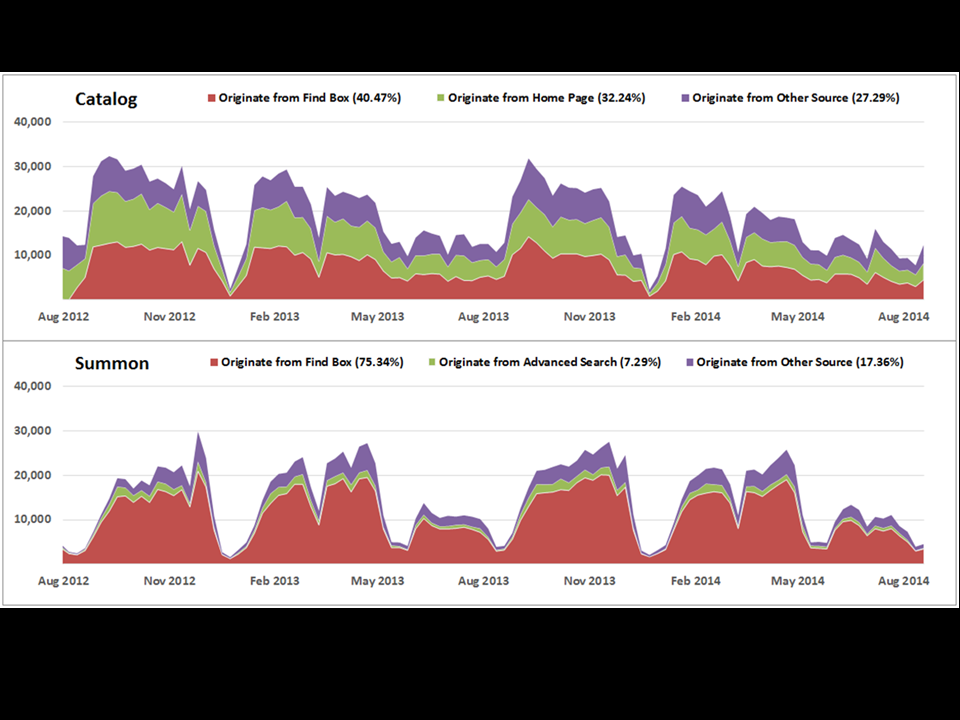 Catalog
Originate from Find Box (40.47%) Originate from Home Page (32.24%) Originate from Other Source (27.29%)
40,000
30,000
20,000
10,000
Aug 2012 Nov 2012 Feb 2013 May 2013 Aug 2013 Nov 2013 Feb 2014 May 2014 Aug 2014
Summon
Originate from Find Box (75.34%) Originate from Advanced Search (7.29%) Originate from Other Source (17.36%)
40,000
30,000
20,000
10,000
Aug 2012 Nov 2012 Feb 2013 May 2013 Aug 2013 Nov 2013 Feb 2014 May 2014 Aug 2014